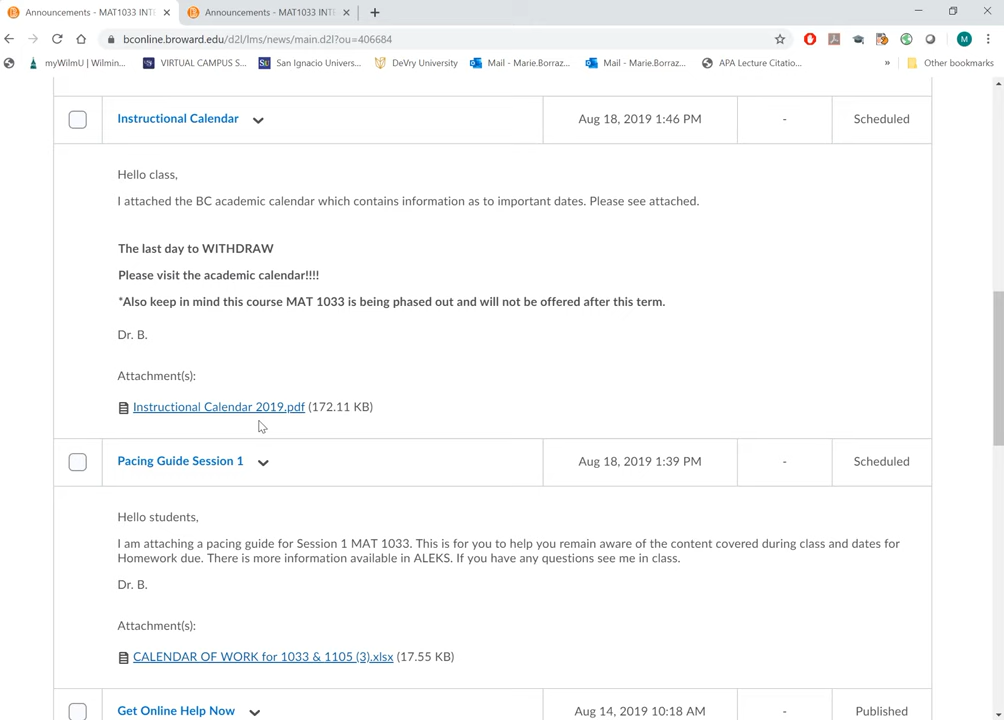 Announcements - MAT1033 INTE
Announcements - MAT1033 INTE
bconline.broward.edu/d2l/lms/news/main.d2l?ou=406684
M
myWilmU | Wilmin...
VIRTUAL CAMPUS S...
SU
San Ignacio Univers...
DeVry University
Mail - Marie.Borraz...
Mail - Marie.Borraz...
APA Lecture Citatio...
»
Other bookmarks
Instructional Calendar
Aug 18, 2019 1:46 PM
-
Scheduled
Hello class,
I attached the BC academic calendar which contains information as to important dates. Please see attached.
The last day to WITHDRAW
Please visit the academic calendar!!!!
*Also keep in mind this course MAT 1033 is being phased out and will not be offered after this term.
Dr. B.
Attachment(s):
Instructional Calendar 2019.pdf (172.11 KB)
Pacing Guide Session 1
Aug 18, 2019 1:39 PM
-
Scheduled
Hello students,
I am attaching a pacing guide for Session 1 MAT 1033. This is for you to help you remain aware of the content covered during class and dates for
Homework due. There is more information available in ALEKS. If you have any questions see me in class.
Dr. B.
Attachment(s):
CALENDAR OF WORK for 1033 & 1105 (3).xlsx (17.55 KB)
Get Online Help Now
Aug 14, 2019 10:18 AM
-
Published